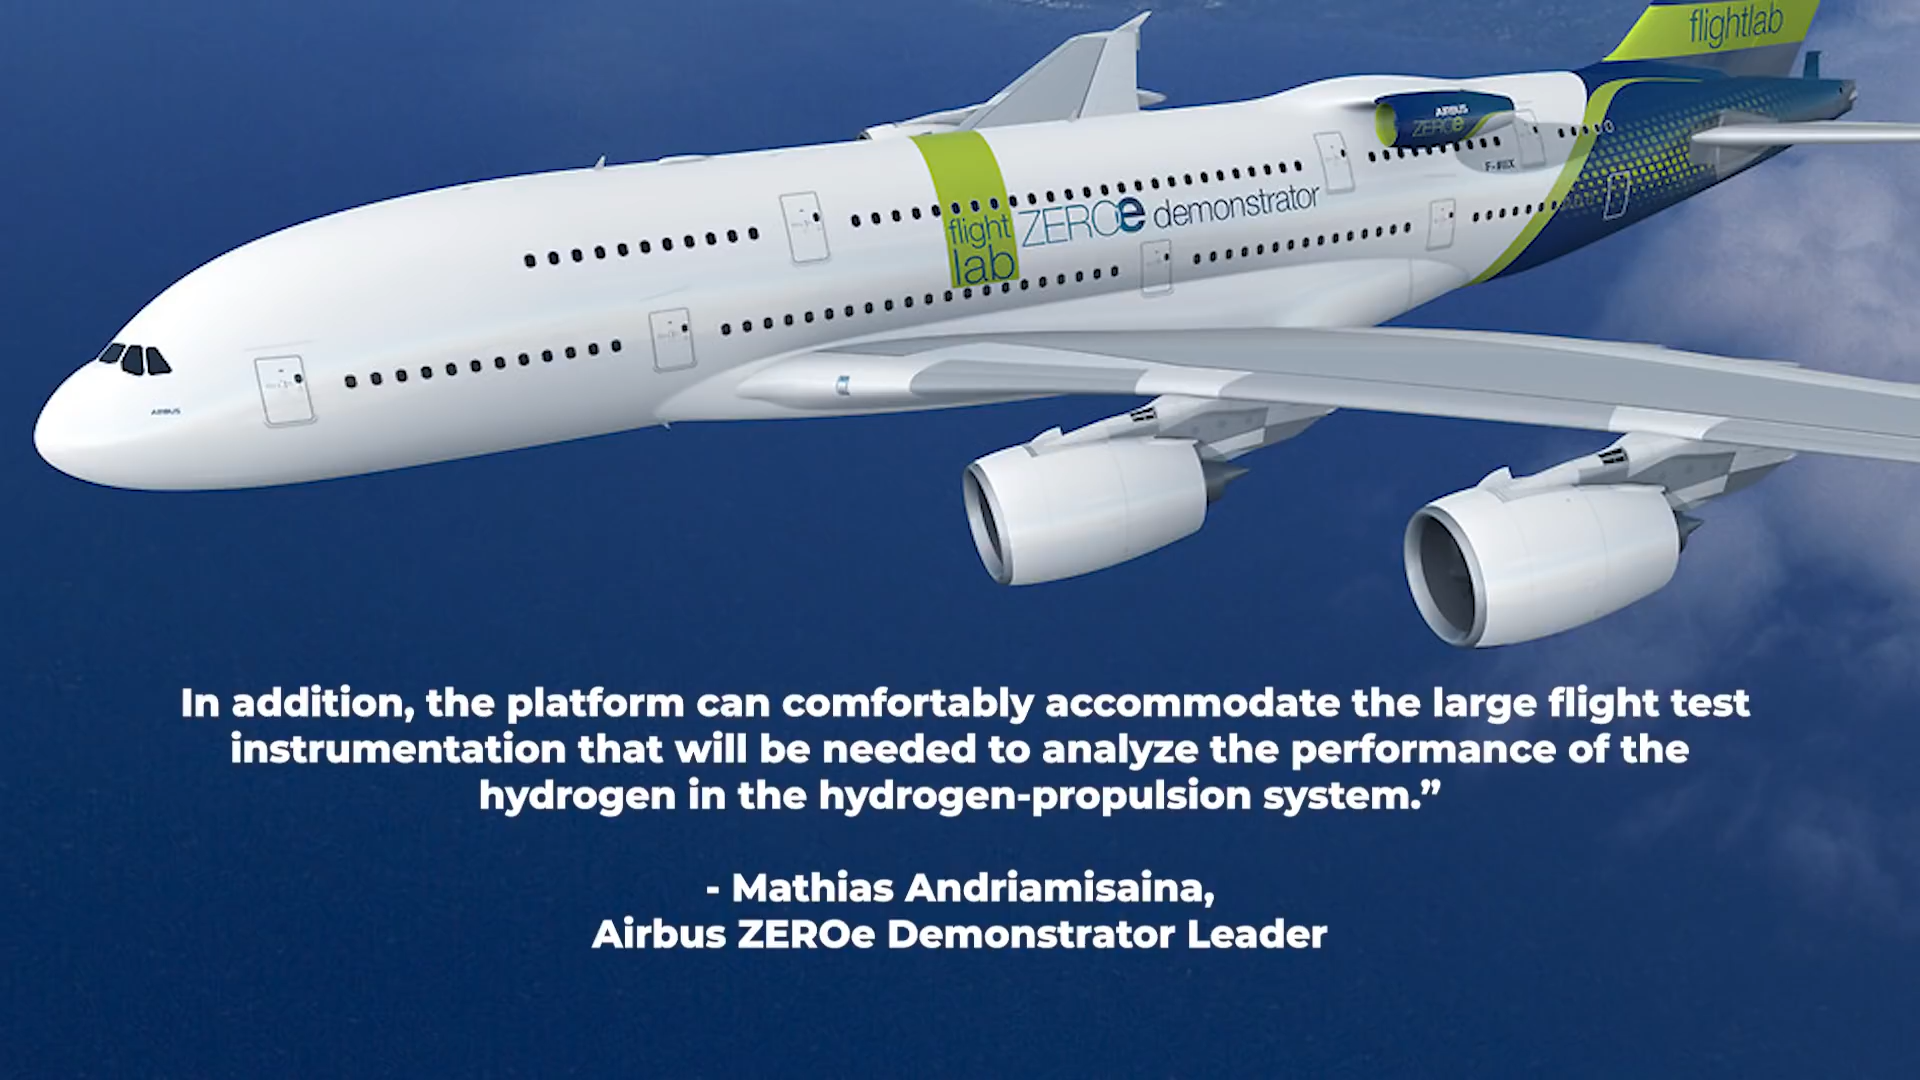 flightlab
AIRBUS
ZEROe
flight
lab
ZEROe demonstrator
AIRBUS
In addition, the platform can comfortably accommodate the large flight test
instrumentation that will be needed to analyze the performance of the
hydrogen in the hydrogen-propulsion system.”
- Mathias Andriamisaina,
Airbus ZEROe Demonstrator Leader